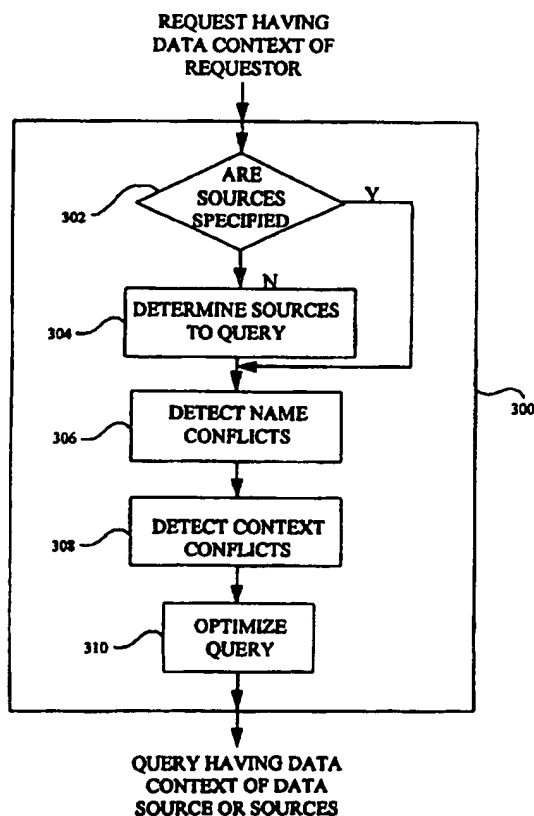 REQUEST HAVING
DATA CONTEXT OF
REQUESTOR
ARE
SOURCES
SPECIFIED
302
Y
N
DETERMINE SOURCES
TO QUERY
304
300
DETECT NAME
CONFLICTS
306
DETECT CONTEXT
CONFLICTS
308
OPTIMIZE
QUERY
310
QUERY HAVING DATA
CONTEXT OF DATA
SOURCE OR SOURCES